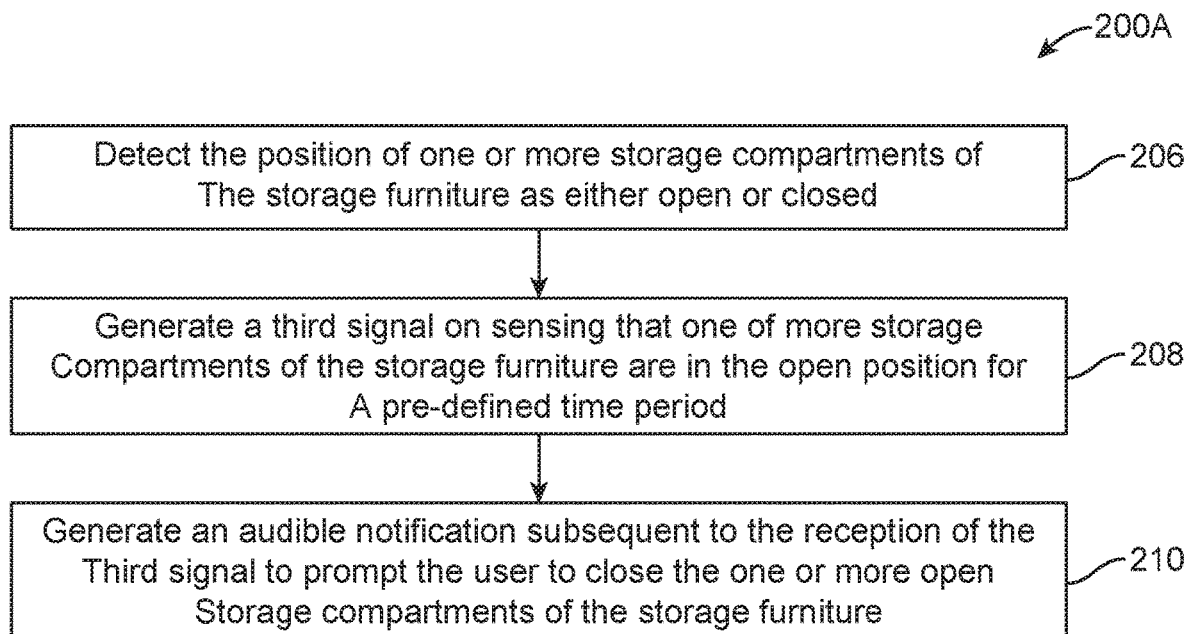 200A
Detect the position of one or more storage compartments of
The storage furniture as either open or closed
206
Generate a third signal on sensing that one of more storage
Compartments of the storage furniture are in the open position for
A pre-defined time period
208
Generate an audible notification subsequent to the reception of the
Third signal to prompt the user to close the one or more open
Storage compartments of the storage furniture
210